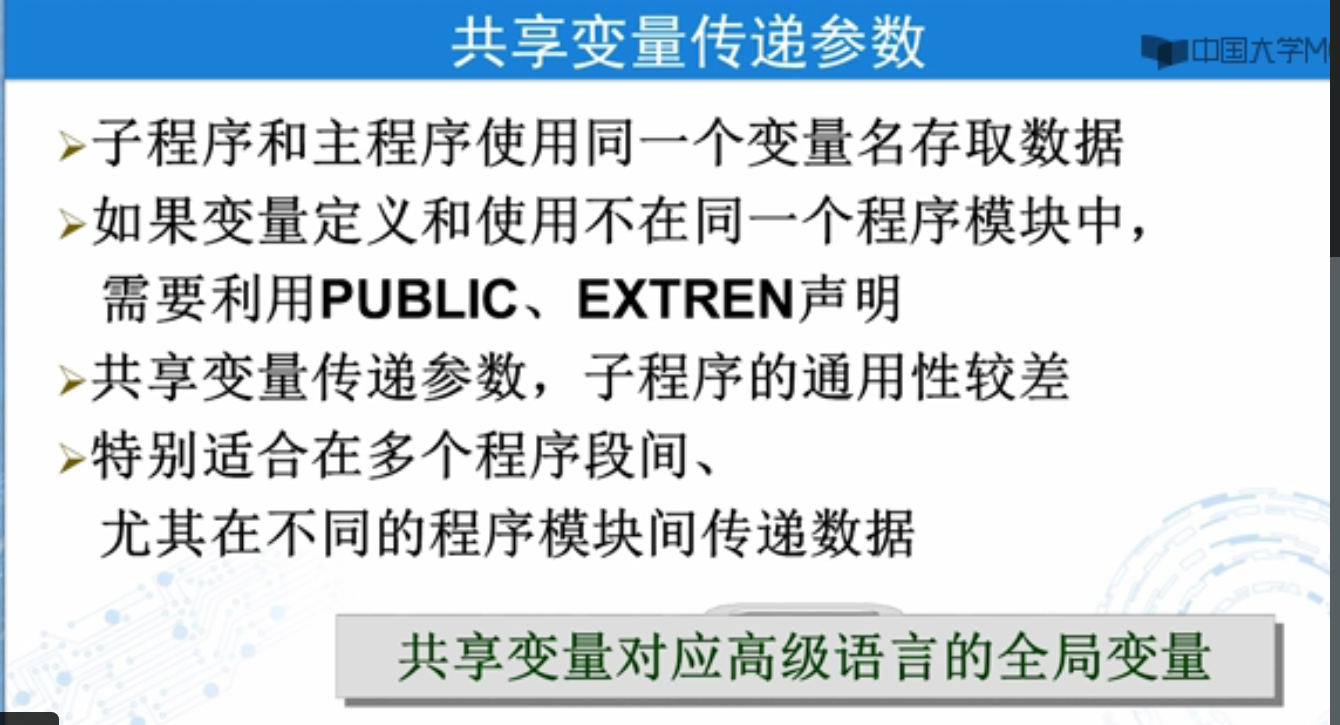 共享变量传递参数
中国大学M
➢子程序和主程序使用同一个变量名存取数据
➢如果变量定义和使用不在同一个程序模块中，
需要利用PUBLIC、EXTREN声明
➢共享变量传递参数，子程序的通用性较差
➢特别适合在多个程序段间、
尤其在不同的程序模块间传递数据
共享变量对应高级语言的全局变量